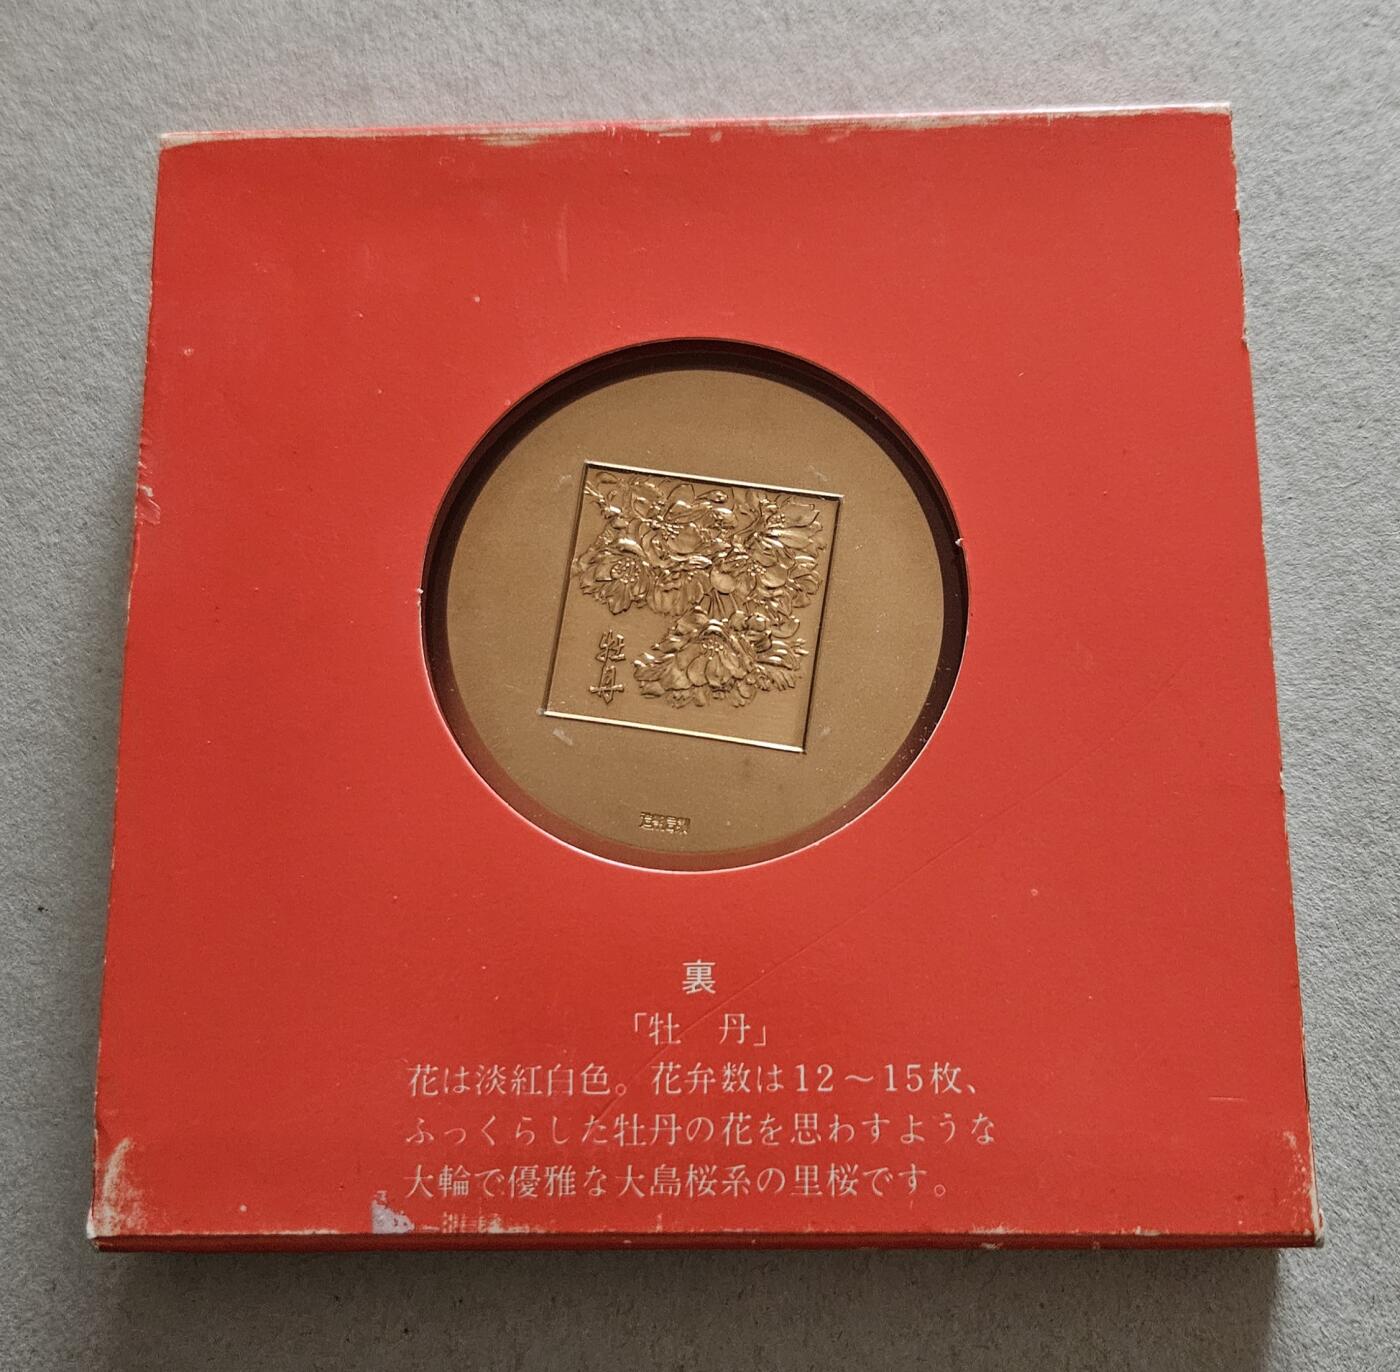 牡丹
造幣局製
裏
「牡 丹」
花は淡紅白色。花弁数は12〜15枚、
ふっくらした牡丹の花を思わすような
大輪で優雅な大島桜系の里桜です。